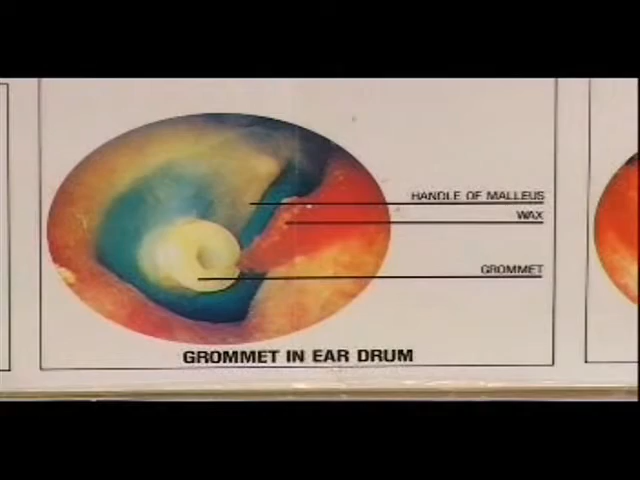 HANDLE OF MALLEUS
WAX
GROMMET
GROMMET IN EAR DRUM